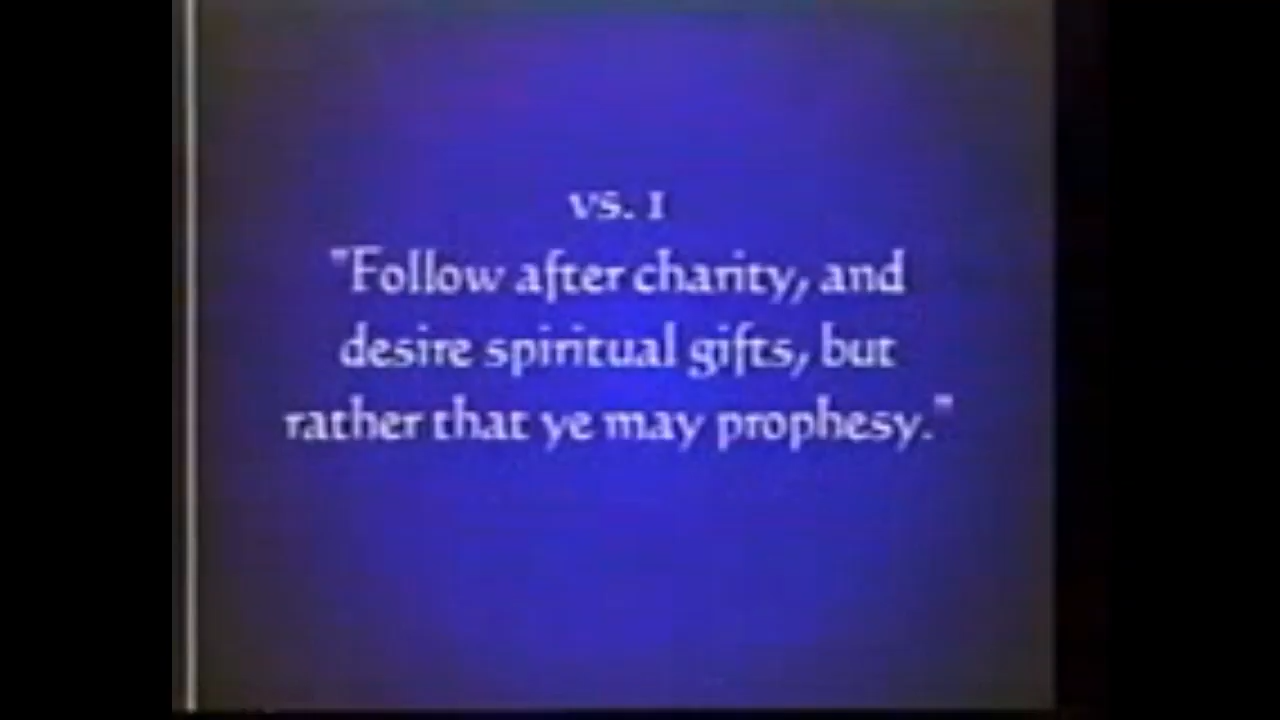 vs. 1
"Follow after charity, and
desire spiritual gifts, but
rather that ye may prophesy."